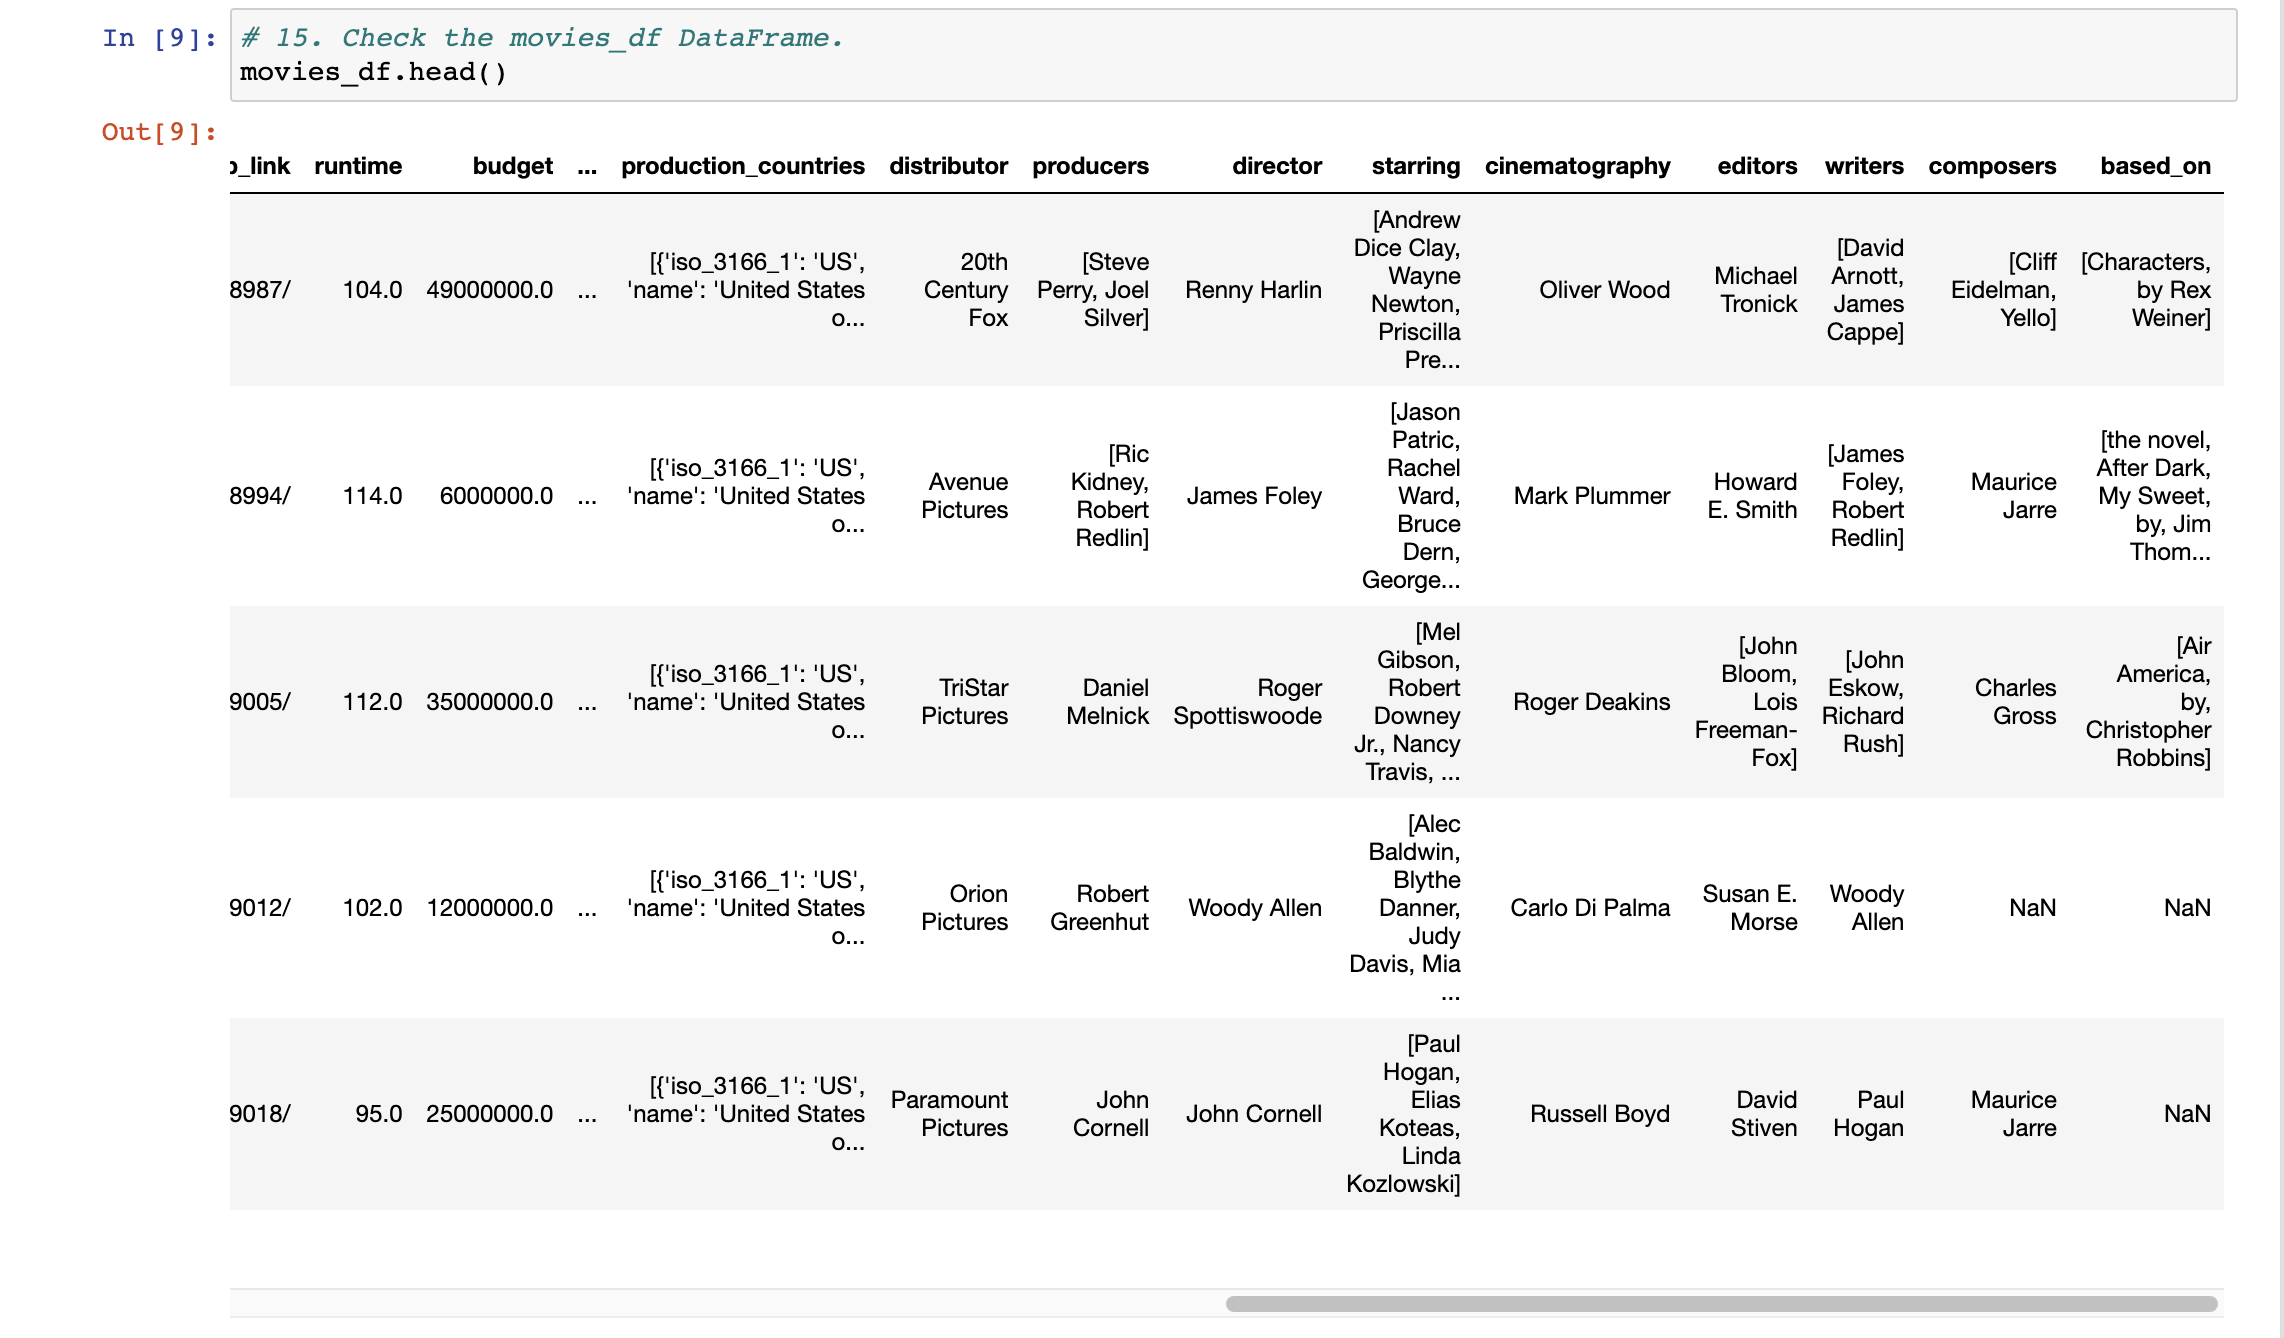 In [9]: # 15. Check the movies_df DataFrame.
movies_df.head()
Out[9]:
_link runtime budget ... production_countries distributor producers director starring cinematography editors writers composers based_on
8987/ 104.0 49000000.0 ... [{'iso_3166_1': 'US', 'name': 'United States o... 20th Century Fox [Steve Perry, Joel Silver] Renny Harlin [Andrew Dice Clay, Wayne Newton, Priscilla Pre... Oliver Wood Michael Tronick [David Arnott, James Cappe] [Cliff Eidelman, Yello] [Characters, by Rex Weiner]
8994/ 114.0 6000000.0 ... [{'iso_3166_1': 'US', 'name': 'United States o... Avenue Pictures [Ric Kidney, Robert Redlin] James Foley [Jason Patric, Rachel Ward, Bruce Dern, George... Mark Plummer Howard E. Smith [James Foley, Robert Redlin] Maurice Jarre [the novel, After Dark, My Sweet, by, Jim Thom...
9005/ 112.0 35000000.0 ... [{'iso_3166_1': 'US', 'name': 'United States o... TriStar Pictures Daniel Melnick Roger Spottiswoode [Mel Gibson, Robert Downey Jr., Nancy Travis, ... Roger Deakins [John Bloom, Lois Freeman-Fox] [John Eskow, Richard Rush] Charles Gross [Air America, by, Christopher Robbins]
9012/ 102.0 12000000.0 ... [{'iso_3166_1': 'US', 'name': 'United States o... Orion Pictures Robert Greenhut Woody Allen [Alec Baldwin, Blythe Danner, Judy Davis, Mia ... Carlo Di Palma Susan E. Morse Woody Allen NaN NaN
9018/ 95.0 25000000.0 ... [{'iso_3166_1': 'US', 'name': 'United States o... Paramount Pictures John Cornell John Cornell [Paul Hogan, Elias Koteas, Linda Kozlowski] Russell Boyd David Stiven Paul Hogan Maurice Jarre NaN